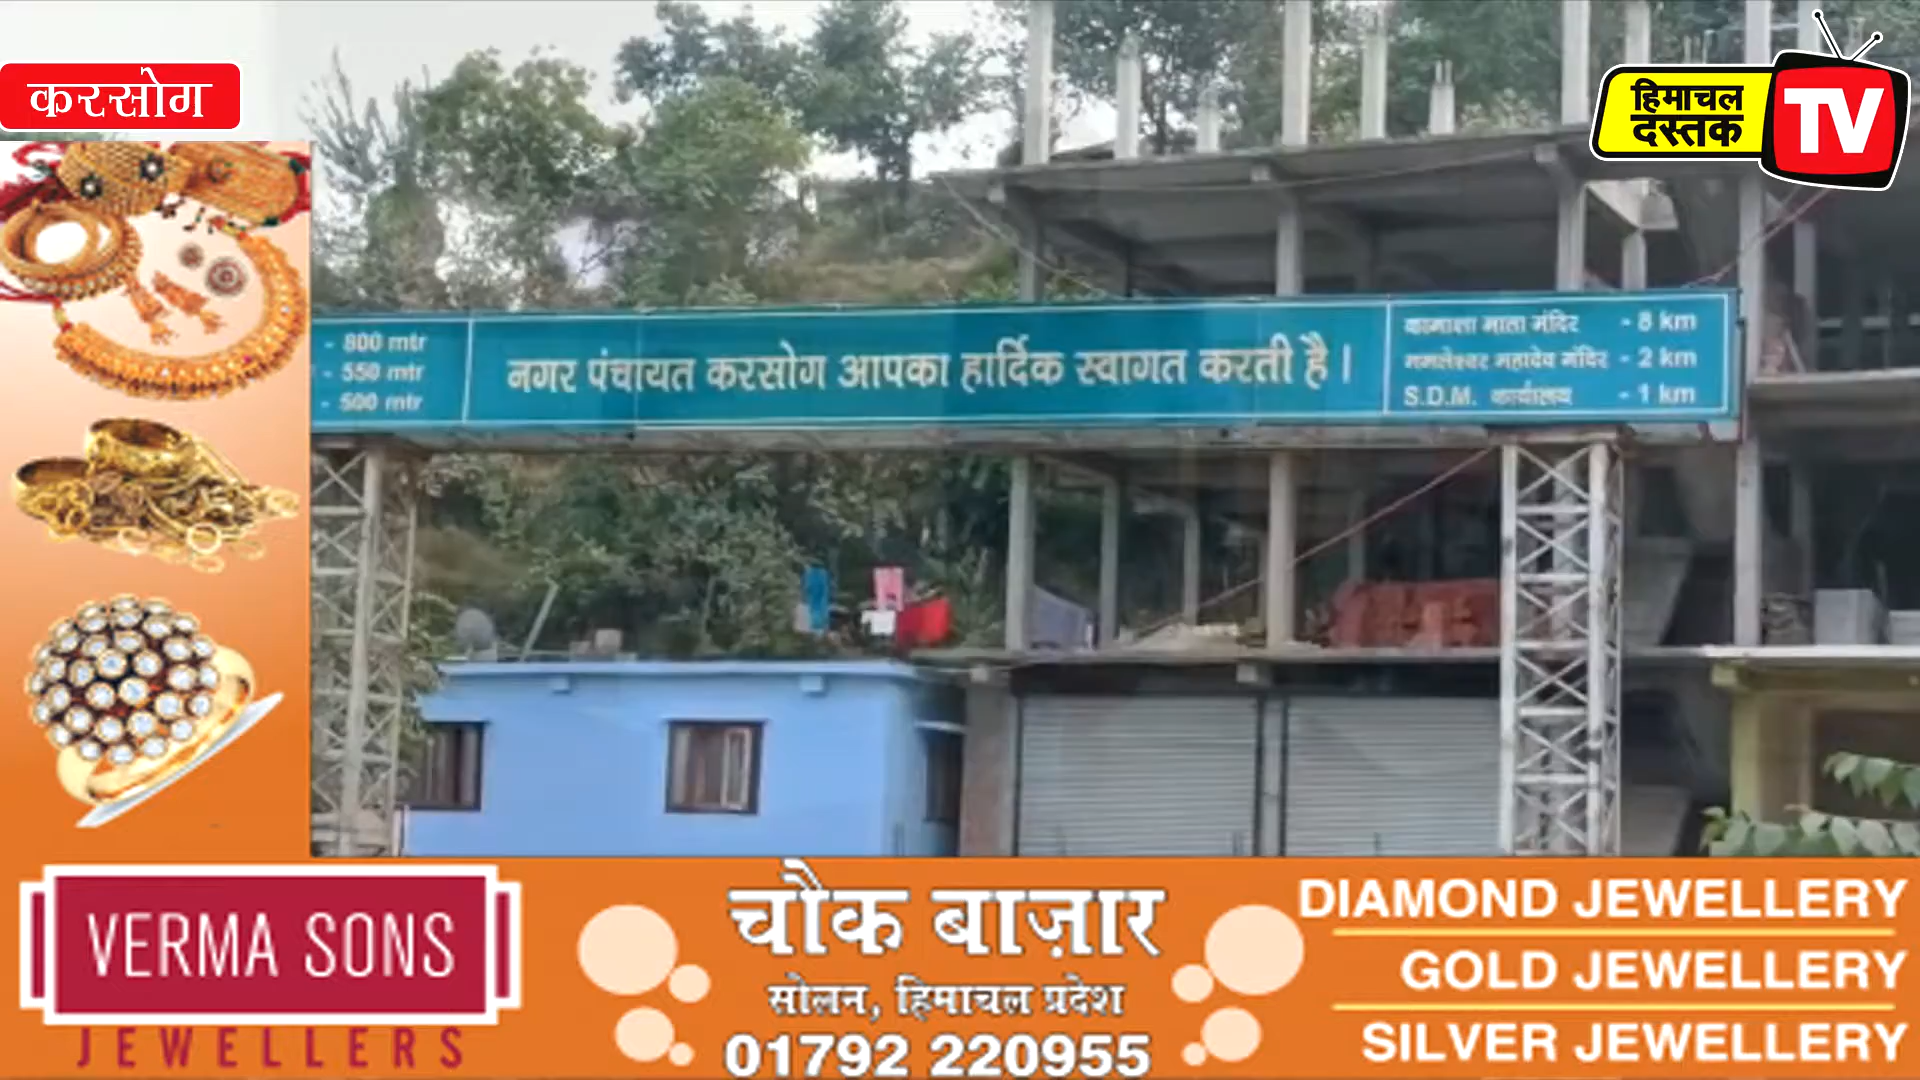 करसोग
हिमाचल
दस्तक
TV
- 800 mtr
- 550 mtr
- 500 mtr
नगर पंचायत करसोग आपका हार्दिक स्वागत करती है।
कामाक्षा माता मंदिर - 8 km
ममलेश्वर महादेव मंदिर - 2 km
S.D.M. कार्यालय - 1 km
VERMA SONS
JEWELLERS
चौक बाज़ार
सोलन, हिमाचल प्रदेश
01792 220955
DIAMOND JEWELLERY
GOLD JEWELLERY
SILVER JEWELLERY